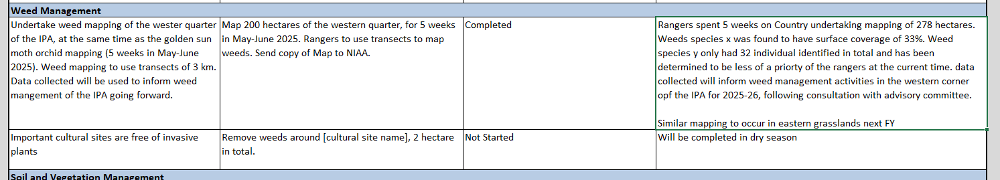 Weed Management
Undertake weed mapping of the wester quarter
of the IPA, at the same time as the golden sun
moth orchid mapping (5 weeks in May-June
2025). Weed mapping to use transects of 3 km.
Data collected will be used to inform weed
mangement of the IPA going forward.
Map 200 hectares of the western quarter, for 5 weeks
in May-June 2025. Rangers to use transects to map
weeds. Send copy of Map to NIAA.
Completed
Rangers spent 5 weeks on Country undertaking mapping of 278 hectares.
Weeds species x was found to have surface coverage of 33%. Weed
species y only had 32 individual identified in total and has been
determined to be less of a priorty of the rangers at the current time. data
collected will inform weed management activities in the western corner
opf the IPA for 2025-26, following consultation with advisory committee.
Similar mapping to occur in eastern grasslands next FY
Important cultural sites are free of invasive
plants
Remove weeds around [cultural site name], 2 hectare
in total.
Not Started
Will be completed in dry season
Soil and Vegetation Management